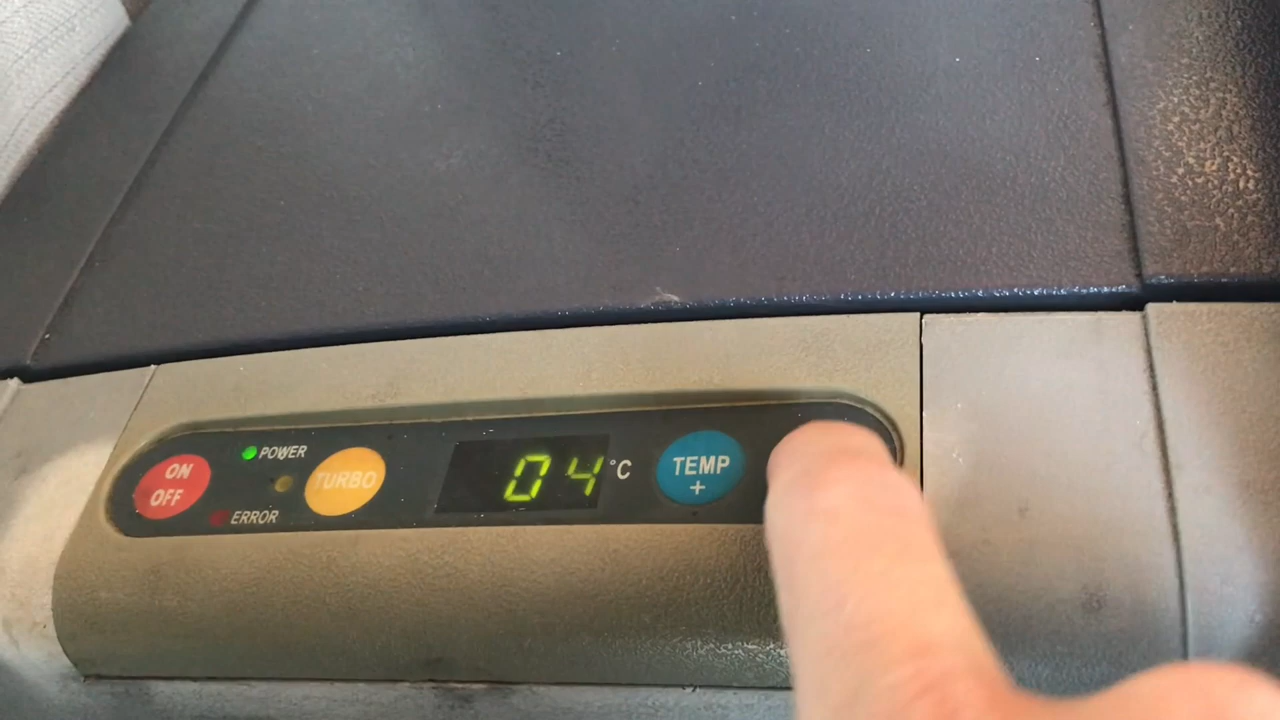 ON
OFF
POWER
ERROR
TURBO
04 °C
TEMP
+